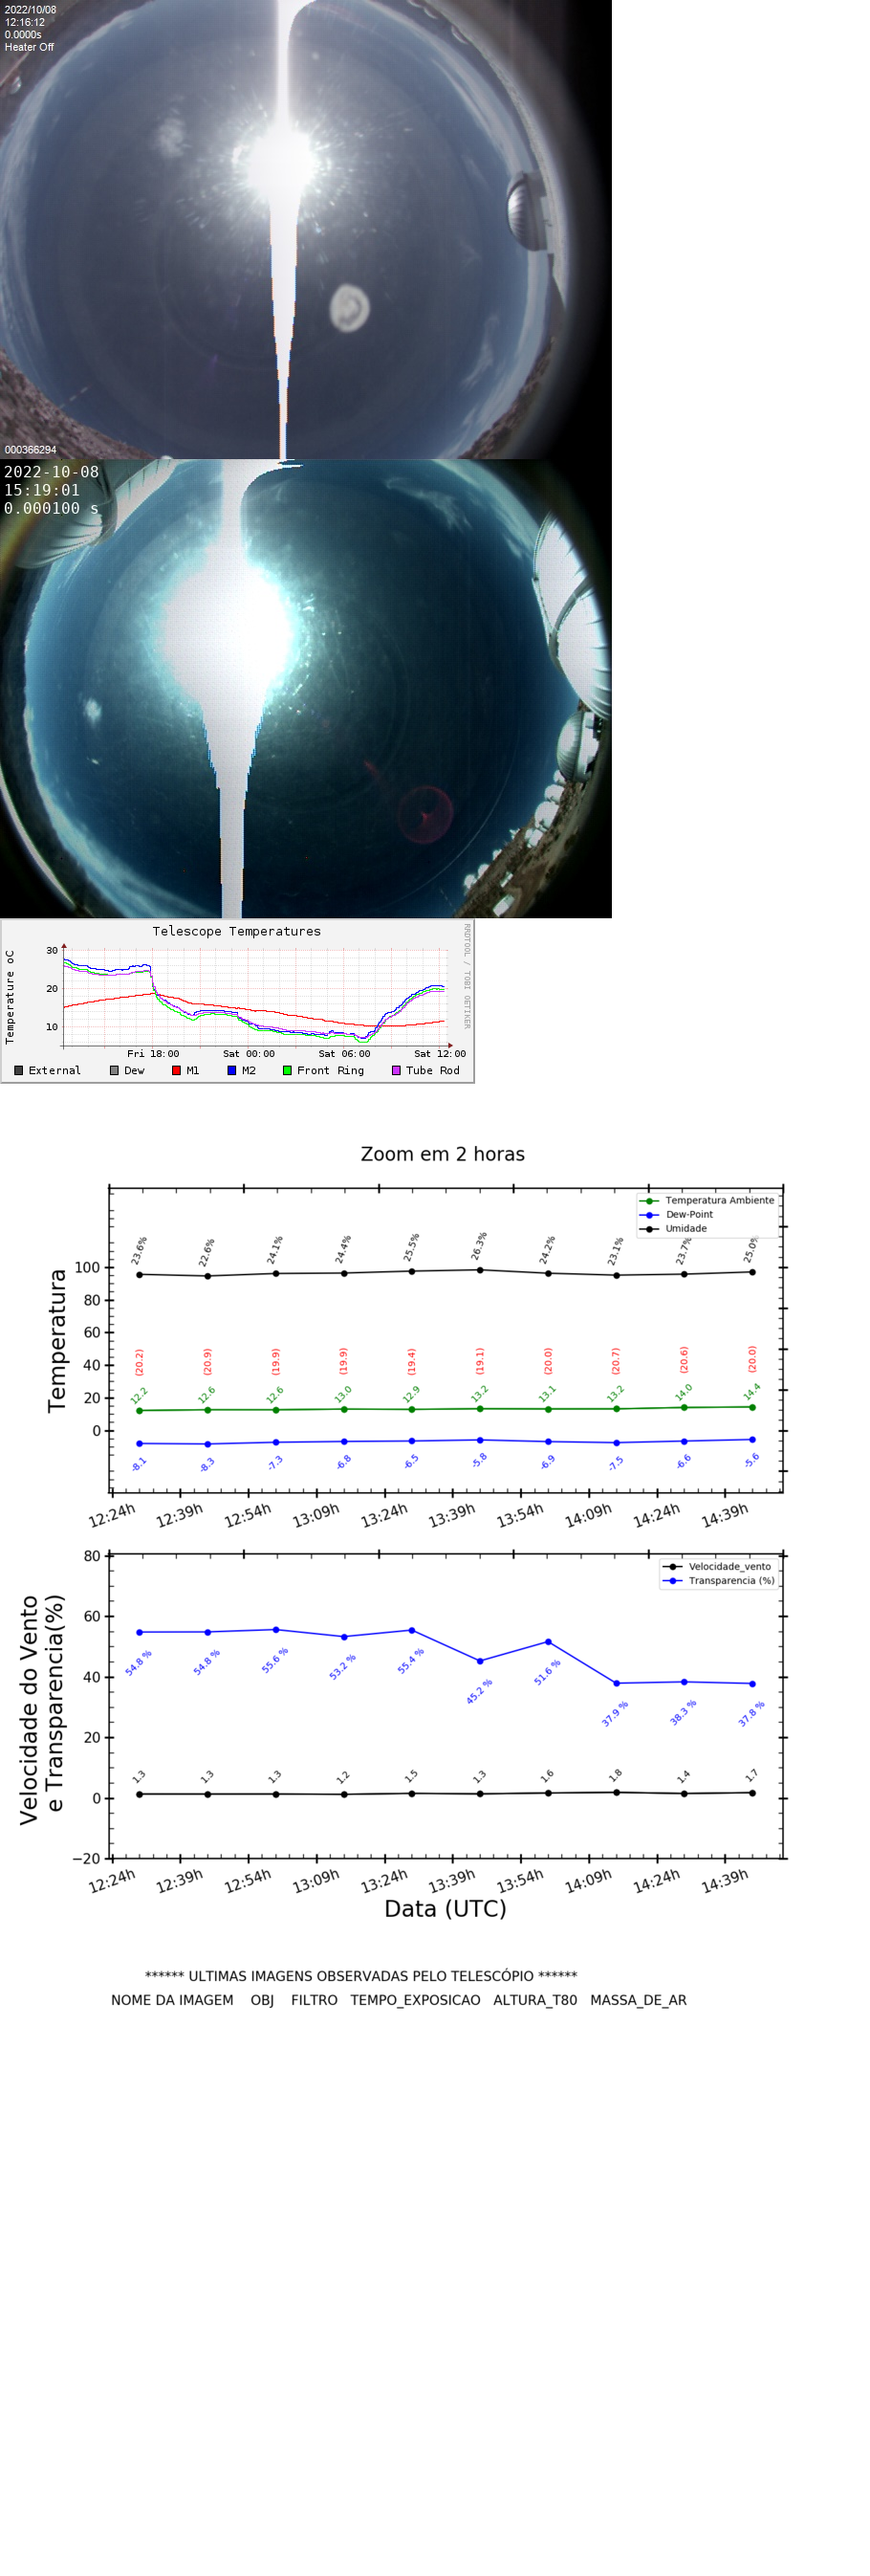 2022/10/08
12:16:12
0.0000s
Heater Off
000366294
2022-10-08
15:19:01
0.000100 s
Telescope Temperatures
RRDTOOL / TOBI OETIKER
Temperature oC
30
20
10
Fri 18:00 Sat 00:00 Sat 06:00 Sat 12:00
External Dew M1 M2 Front Ring Tube Rod
Zoom em 2 horas
Temperatura Ambiente
Dew-Point
Umidade
Temperatura
100
80
60
40
20
0
23.6% 22.6% 24.1% 24.4% 25.5% 26.3% 24.2% 23.1% 23.7% 25.0%
(20.2) (20.9) (19.9) (19.9) (19.4) (19.1) (20.0) (20.7) (20.6) (20.0)
12.2 12.6 12.6 13.0 12.9 13.2 13.1 13.2 14.0 14.4
-8.1 -8.3 -7.3 -6.8 -6.5 -5.8 -6.9 -7.5 -6.6 -5.6
12:24h 12:39h 12:54h 13:09h 13:24h 13:39h 13:54h 14:09h 14:24h 14:39h
Velocidade_vento
Transparencia (%)
Velocidade do Vento
e Transparencia(%)
80
60
40
20
0
−20
54.8 % 54.8 % 55.6 % 53.2 % 55.4 % 45.2 % 51.6 % 37.9 % 38.3 % 37.8 %
1.3 1.3 1.3 1.2 1.5 1.3 1.6 1.8 1.4 1.7
12:24h 12:39h 12:54h 13:09h 13:24h 13:39h 13:54h 14:09h 14:24h 14:39h
Data (UTC)
****** ULTIMAS IMAGENS OBSERVADAS PELO TELESCÓPIO ******
NOME DA IMAGEM OBJ FILTRO TEMPO_EXPOSICAO ALTURA_T80 MASSA_DE_AR